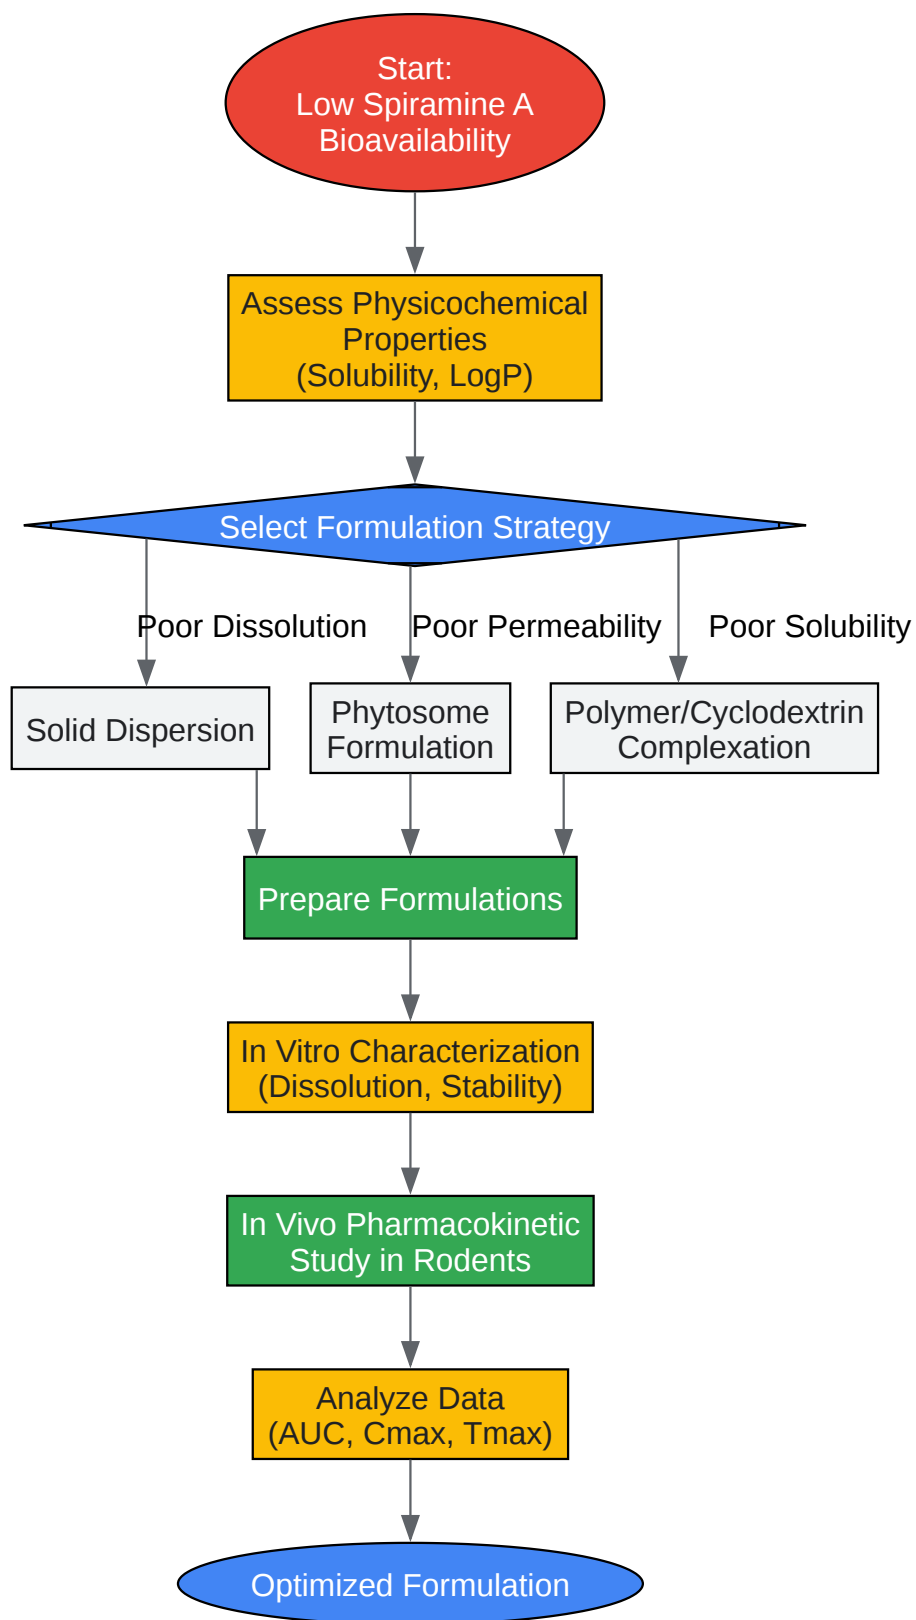 Start:
Low Spiramine A
Bioavailability
Assess Physicochemical
Properties
(Solubility, LogP)
Select Formulation Strategy
Poor Dissolution
Poor Permeability
Poor Solubility
Solid Dispersion
Phytosome
Formulation
Polymer/Cyclodextrin
Complexation
Prepare Formulations
In Vitro Characterization
(Dissolution, Stability)
In Vivo Pharmacokinetic
Study in Rodents
Analyze Data
(AUC, Cmax, Tmax)
Optimized Formulation